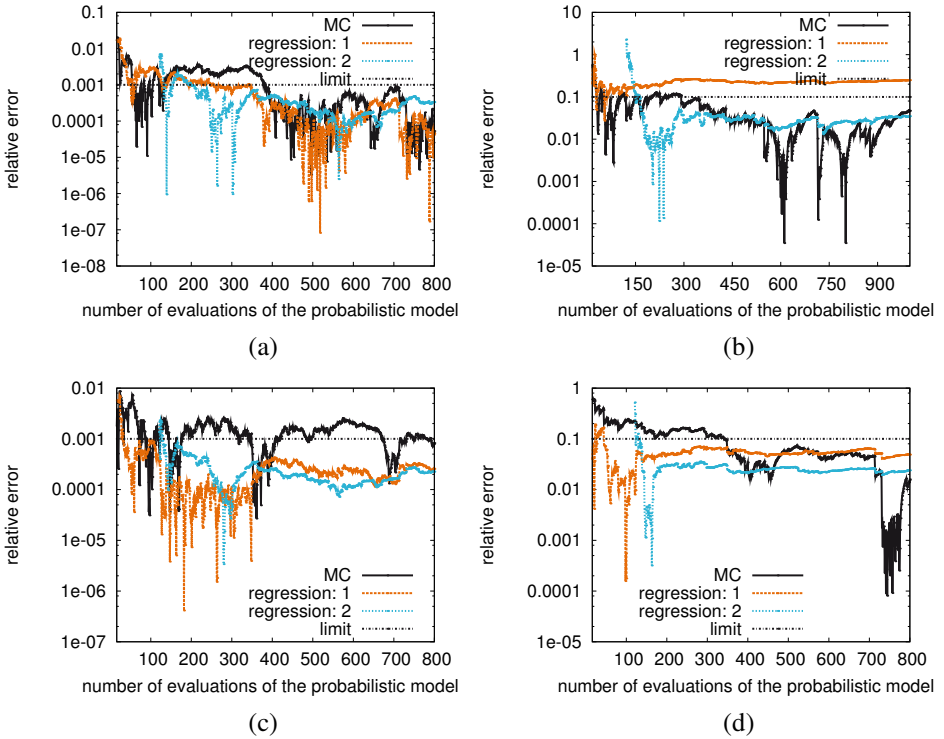 0.1
0.01
0.001
0.0001
1e-05
1e-06
1e-07
1e-08
relative error
MC
regression: 1
regression: 2
limit
100 200 300 400 500 600 700 800
number of evaluations of the probabilistic model
(a)
10
1
0.1
0.01
0.001
0.0001
1e-05
relative error
MC
regression: 1
regression: 2
limit
150 300 450 600 750 900
number of evaluations of the probabilistic model
(b)
0.01
0.001
0.0001
1e-05
1e-06
1e-07
relative error
MC
regression: 1
regression: 2
limit
100 200 300 400 500 600 700 800
number of evaluations of the probabilistic model
(c)
1
0.1
0.01
0.001
0.0001
1e-05
relative error
MC
regression: 1
regression: 2
limit
100 200 300 400 500 600 700 800
number of evaluations of the probabilistic model
(d)